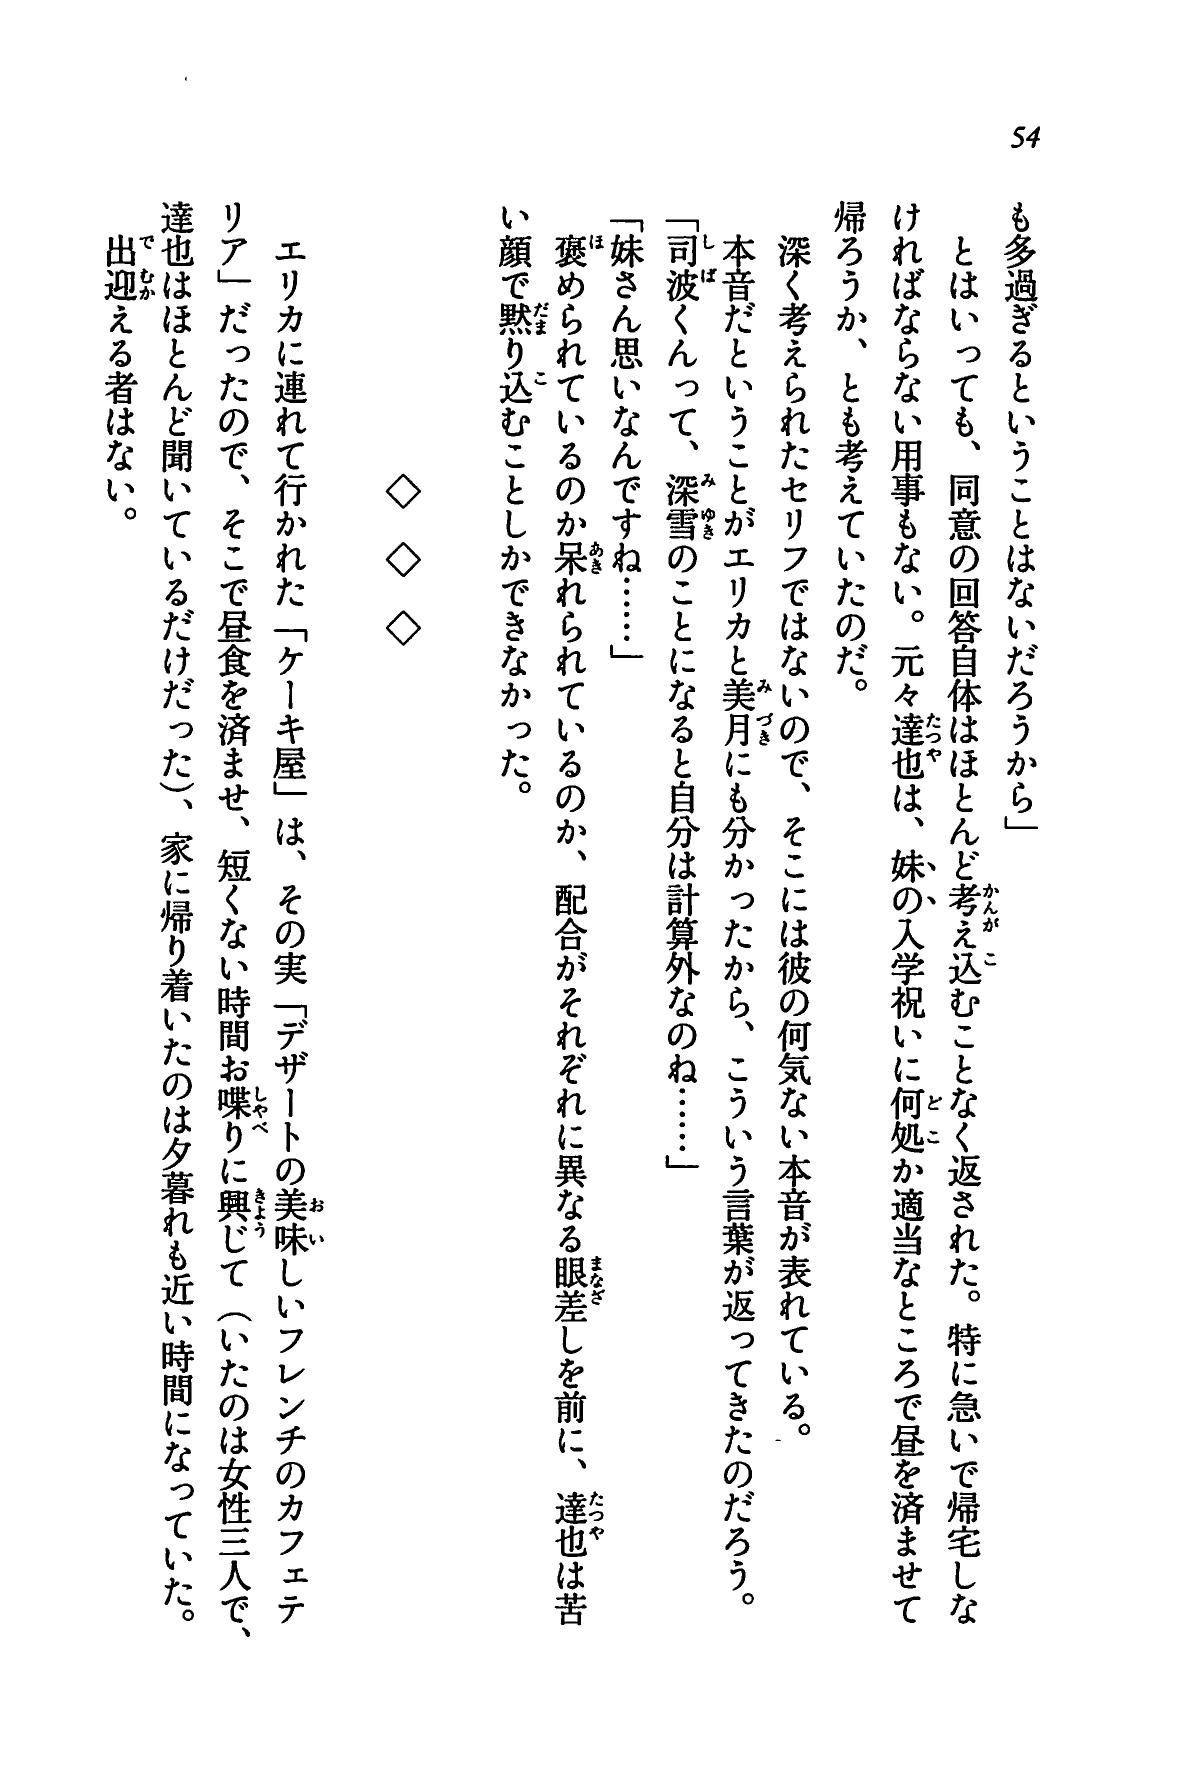 54
も多過ぎるということはないだろうから」
とはいっても、同意の回答自体はほとんど考え込むことなく返された。特に急いで帰宅しな
ければならない用事もない。元々達也は、妹の入学祝いに何処か適当なところで昼を済ませて
帰ろうか、とも考えていたのだ。
深く考えられたセリフではないので、そこには彼の何気ない本音が表れている。
本音だということがエリカと美月にも分かったから、こういう言葉が返ってきたのだろう。
「司波くんって、深雪のことになると自分は計算外なのね……」
「妹さん思いなんですね……」
褒められているのか呆れられているのか、配合がそれぞれに異なる眼差しを前に、達也は苦
い顔で黙り込むことしかできなかった。
◇ ◇ ◇
エリカに連れて行かれた「ケーキ屋」は、その実「デザートの美味しいフレンチのカフェテ
リア」だったので、そこで昼食を済ませ、短くない時間お喋りに興じて（いたのは女性三人で、
達也はほとんど聞いているだけだった）、家に帰り着いたのは夕暮れも近い時間になっていた。
出迎える者はない。